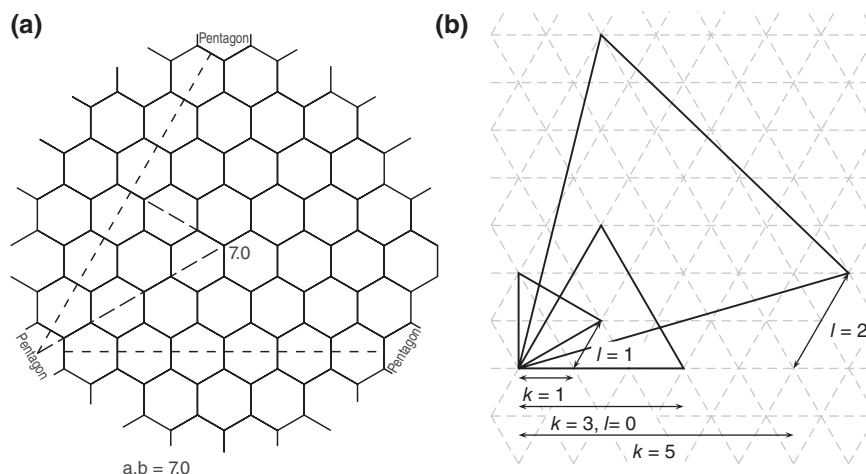 (a)
Pentagon
7.0
Pentagon
Pentagon
a,b = 7.0
(b)
l = 2
l = 1
k = 1
k = 3, l= 0
k = 5